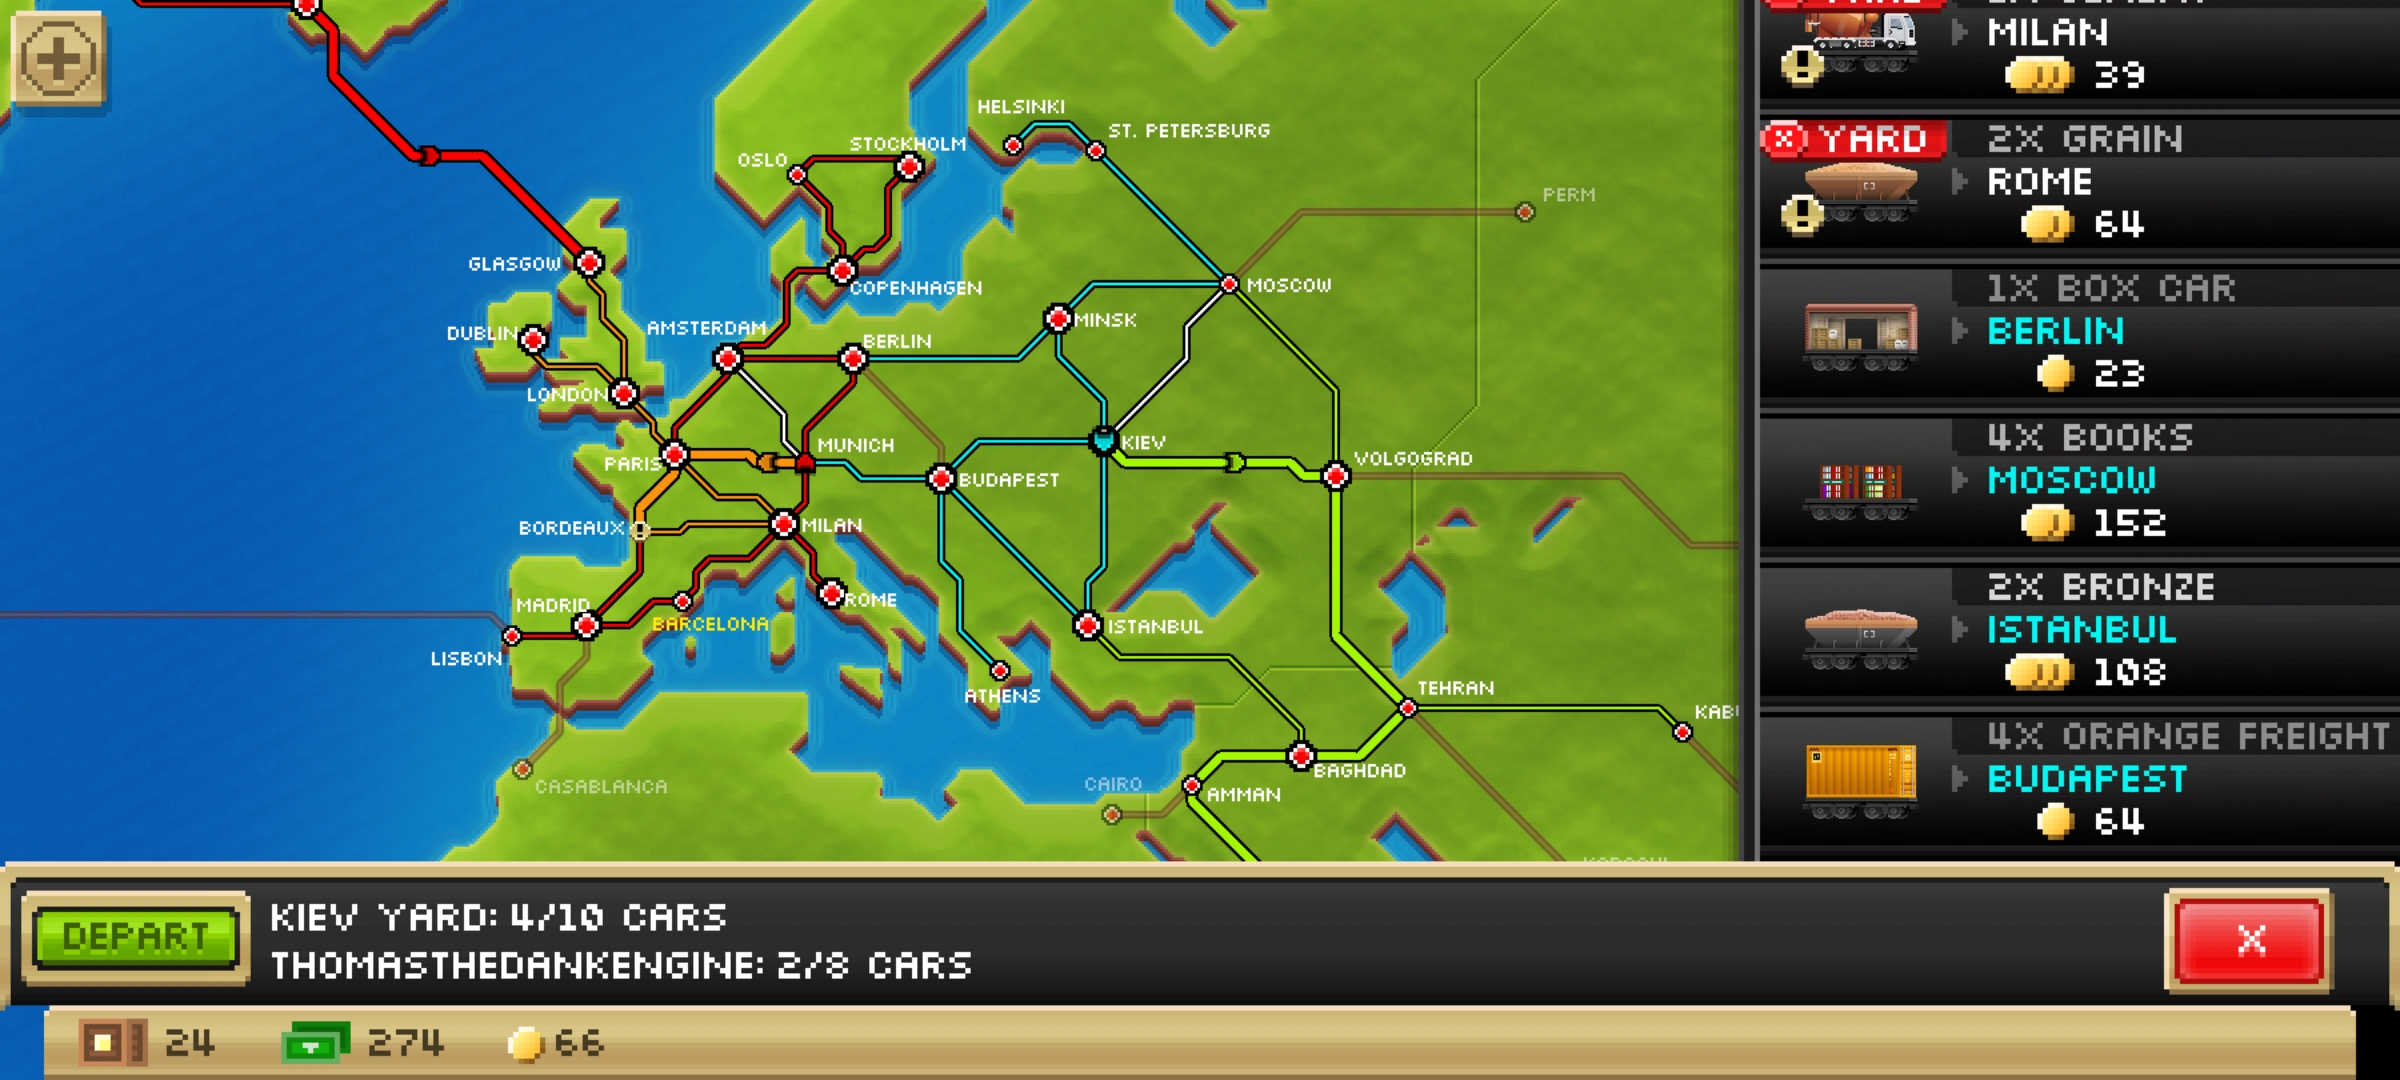 HELSINKI
ST. PETERSBURG
STOCKHOLM
OSLO
PERM
GLASGOW
COPENHAGEN
MOSCOW
DUBLIN
AMSTERDAM
BERLIN
MINSK
LONDON
MUNICH
KIEV
PARIS
VOLGOGRAD
BUDAPEST
BORDEAUX
MILAN
MADRID
ROME
BARCELONA
ISTANBUL
LISBON
ATHENS
TEHRAN
CASABLANCA
CAIRO
AMMAN
BAGHDAD
MILAN
39
YARD
2X GRAIN
ROME
64
1X BOX CAR
BERLIN
23
4X BOOKS
MOSCOW
152
2X BRONZE
ISTANBUL
108
4X ORANGE FREIGHT
BUDAPEST
64
DEPART
KIEV YARD: 4/10 CARS
THOMASTHEDANKENGINE: 2/8 CARS
X
24
274
66